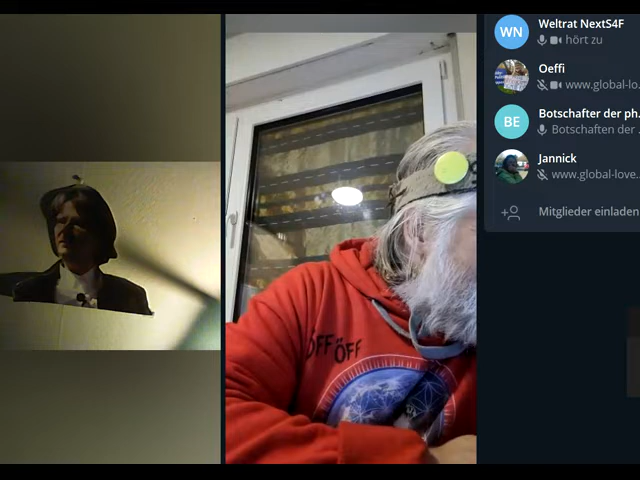 WN
Weltrat NextS4F
hört zu
Oeffi
www.global-lo..
BE
Botschafter der ph..
Botschaften der ..
Jannick
www.global-love..
Mitglieder einladen
ÖFF ÖFF